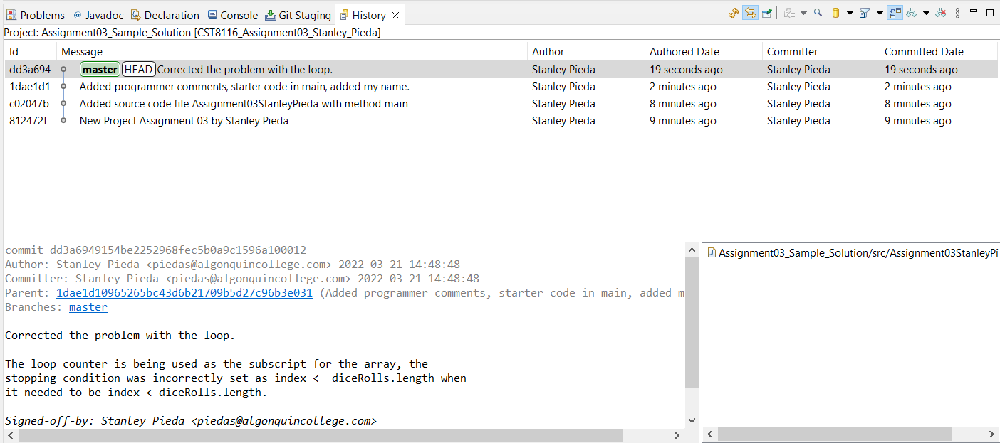 Problems @ Javadoc Declaration Console Git Staging History
Project: Assignment03_Sample_Solution [CST8116_Assignment03_Stanley_Pieda]
Id Message Author Authored Date Committer Committed Date
dd3a694 master HEAD Corrected the problem with the loop. Stanley Pieda 19 seconds ago Stanley Pieda 19 seconds ago
1dae1d1 Added programmer comments, starter code in main, added my name. Stanley Pieda 2 minutes ago Stanley Pieda 2 minutes ago
c02047b Added source code file Assignment03StanleyPieda with method main Stanley Pieda 8 minutes ago Stanley Pieda 8 minutes ago
812472f New Project Assignment 03 by Stanley Pieda Stanley Pieda 9 minutes ago Stanley Pieda 9 minutes ago
commit dd3a6949154be2252968fec5b0a9c1596a100012
Author: Stanley Pieda <piedas@algonquincollege.com> 2022-03-21 14:48:48
Committer: Stanley Pieda <piedas@algonquincollege.com> 2022-03-21 14:48:48
Parent: 1dae1d10965265bc43d6b21709b5d27c96b3e031 (Added programmer comments, starter code in main, added m
Branches: master
Corrected the problem with the loop.
The loop counter is being used as the subscript for the array, the
stopping condition was incorrectly set as index <= diceRolls.length when
it needed to be index < diceRolls.length.
Signed-off-by: Stanley Pieda <piedas@algonquincollege.com>
Assignment03_Sample_Solution/src/Assignment03StanleyPi